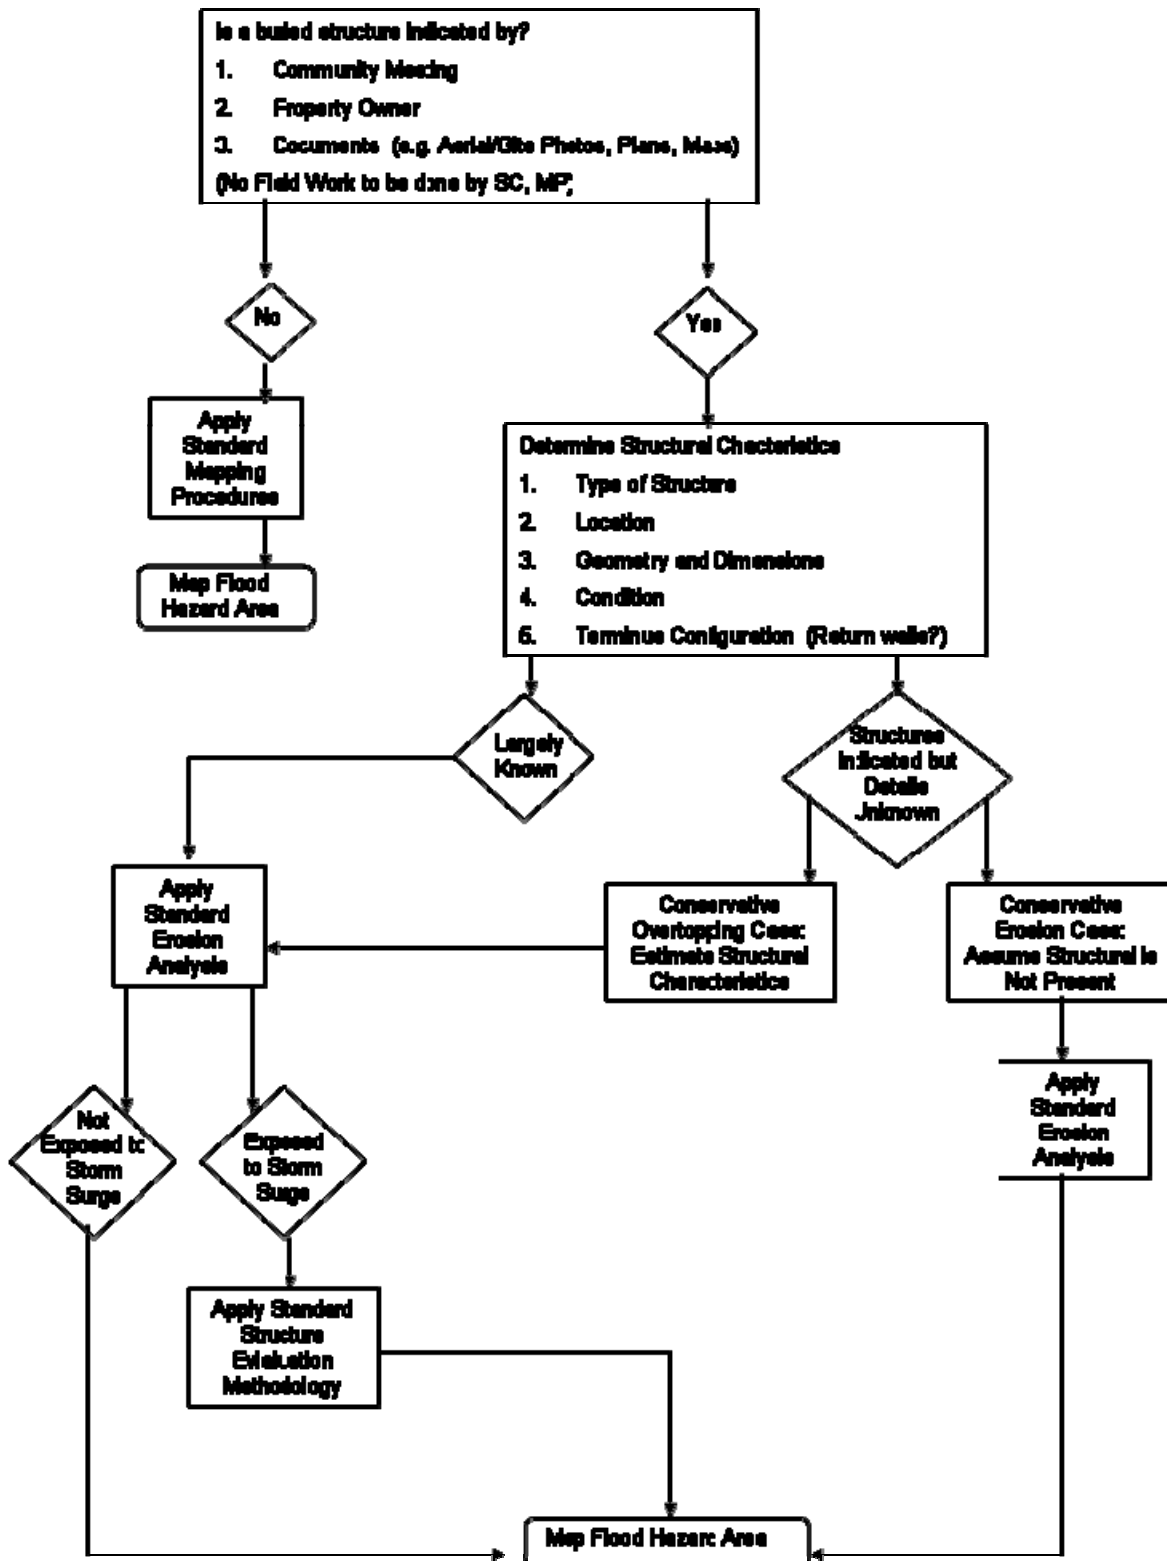 Is a buried structure indicated by?
1. Community Meeting
2. Property Owner
3. Documents (e.g. Aerial/Site Photos, Plans, Maps)
(No Field Work to be done by SC, MP)
No
Yes
Apply
Standard
Mapping
Procedures
Map Flood
Hazard Area
Determine Structural Chacteristics
1. Type of Structure
2. Location
3. Geometry and Dimensions
4. Condition
5. Terminus Configuration (Return walls?)
Largely
Known
Structures
Indicated but
Details
Unknown
Apply
Standard
Erosion
Analysis
Conservative
Overtopping Case:
Estimate Structural
Characteristics
Conservative
Erosion Case:
Assume Structural is
Not Present
Apply
Standard
Erosion
Analysis
Not
Exposed to
Storm
Surge
Exposed
to Storm
Surge
Apply Standard
Structure
Evlaluation
Methodology
Map Flood Hazard Area